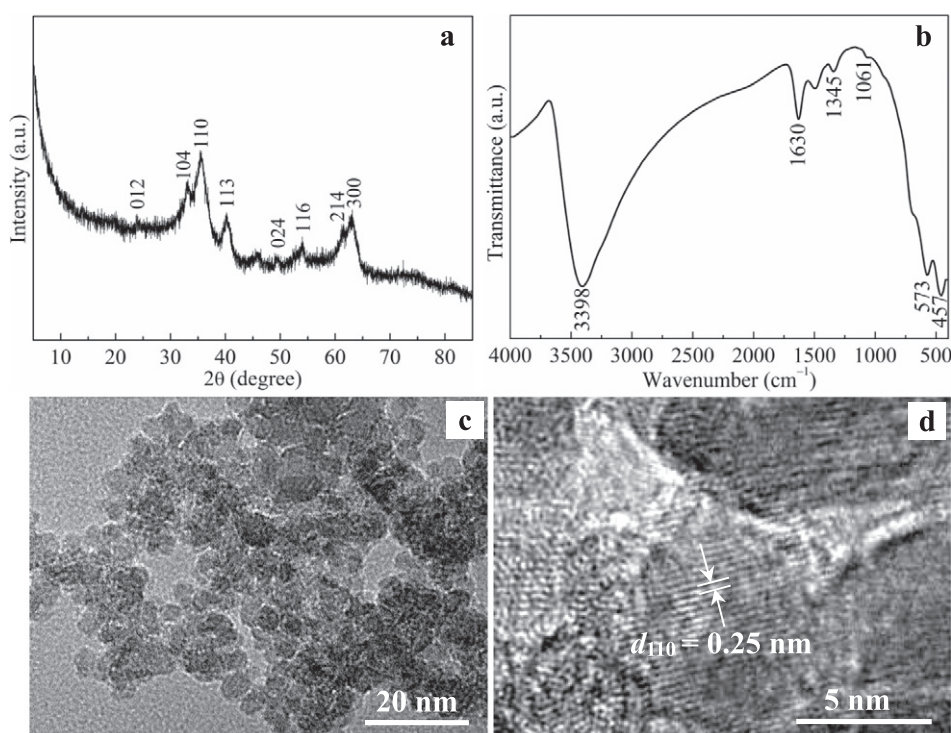 a
Intensity (a.u.)
012
104
110
113
024
116
214
300
10 20 30 40 50 60 70 80
2θ (degree)
b
Transmittance (a.u.)
3398
1630
1345
1061
573
457
4000 3500 3000 2500 2000 1500 1000 500
Wavenumber (cm⁻¹)
c
20 nm
d
d₁₁₀ = 0.25 nm
5 nm